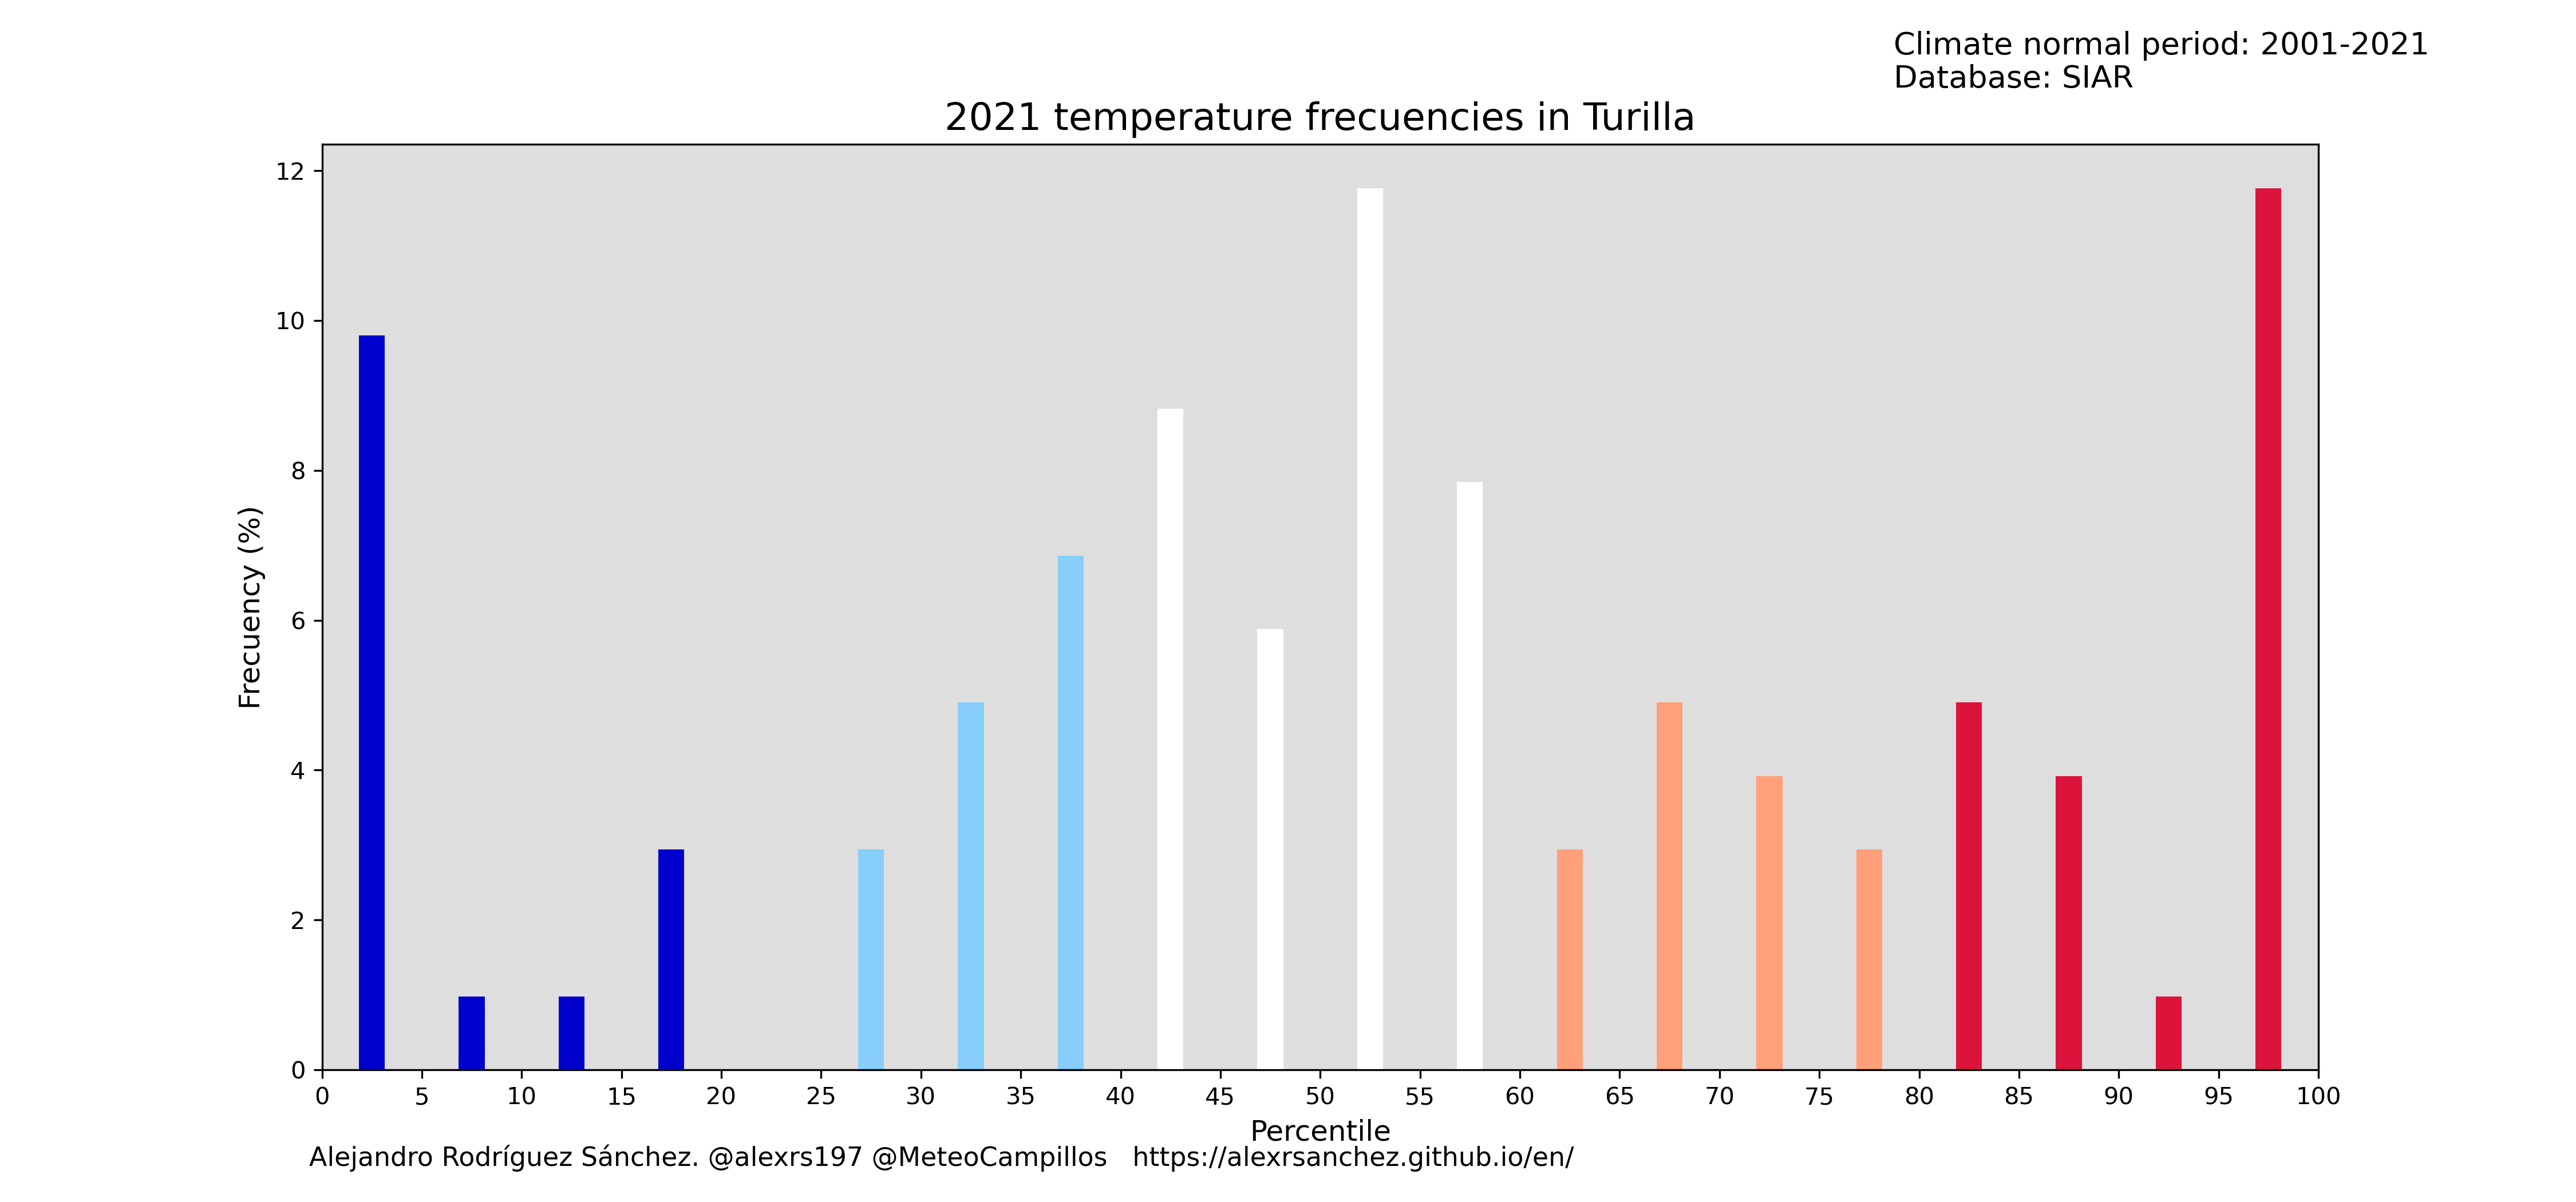 Climate normal period: 2001-2021
Database: SIAR
2021 temperature frecuencies in Turilla
12
10
8
6
4
2
0
Frecuency (%)
0 5 10 15 20 25 30 35 40 45 50 55 60 65 70 75 80 85 90 95 100
Percentile
Alejandro Rodríguez Sánchez. @alexrs197 @MeteoCampillos https://alexrsanchez.github.io/en/